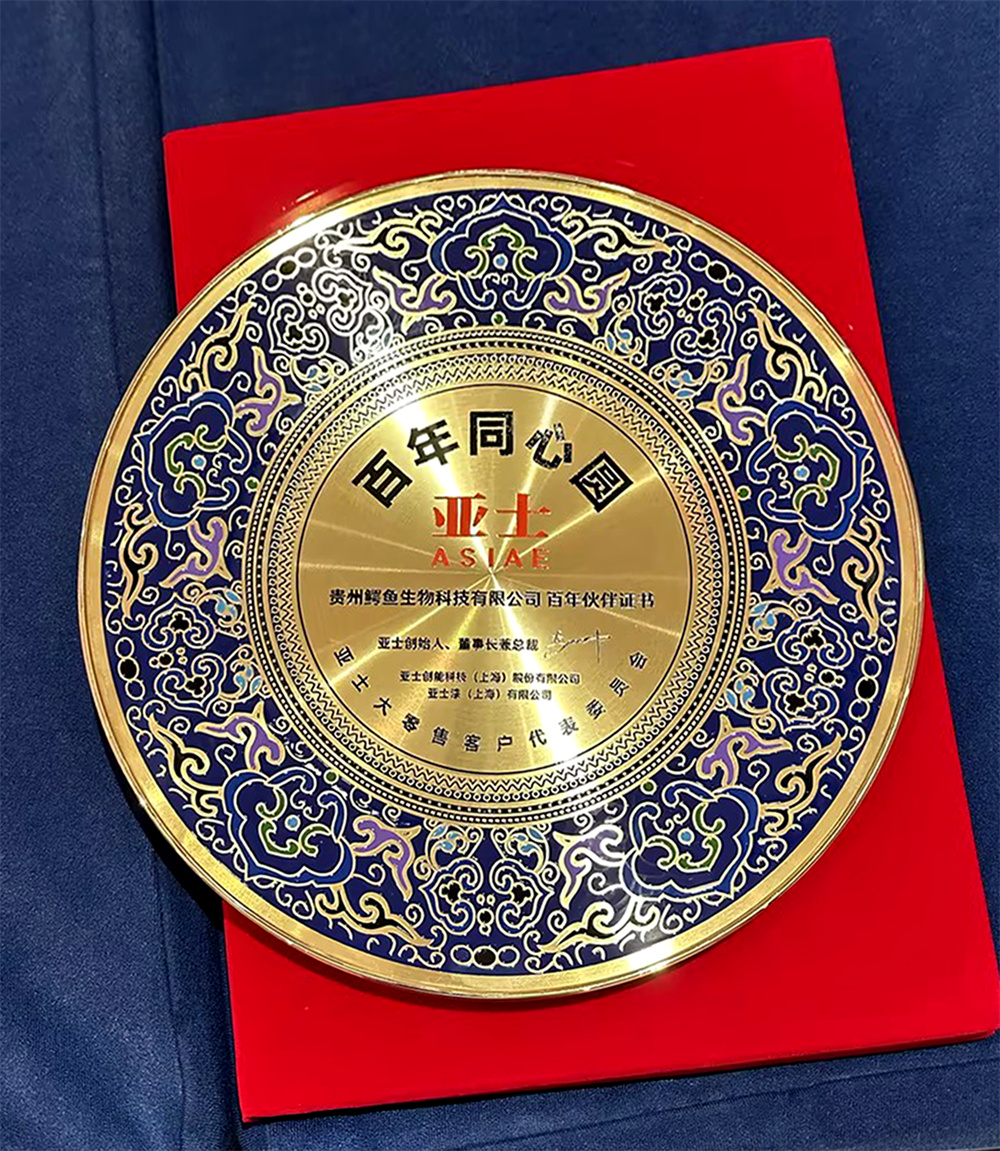 百年同心圆
亚士
ASIAE
贵州鳄鱼生物科技有限公司 百年伙伴证书
亚士创始人、董事长兼总裁
亚士创能科技（上海）股份有限公司
亚士漆（上海）有限公司
亚士大零售客户代表委员会